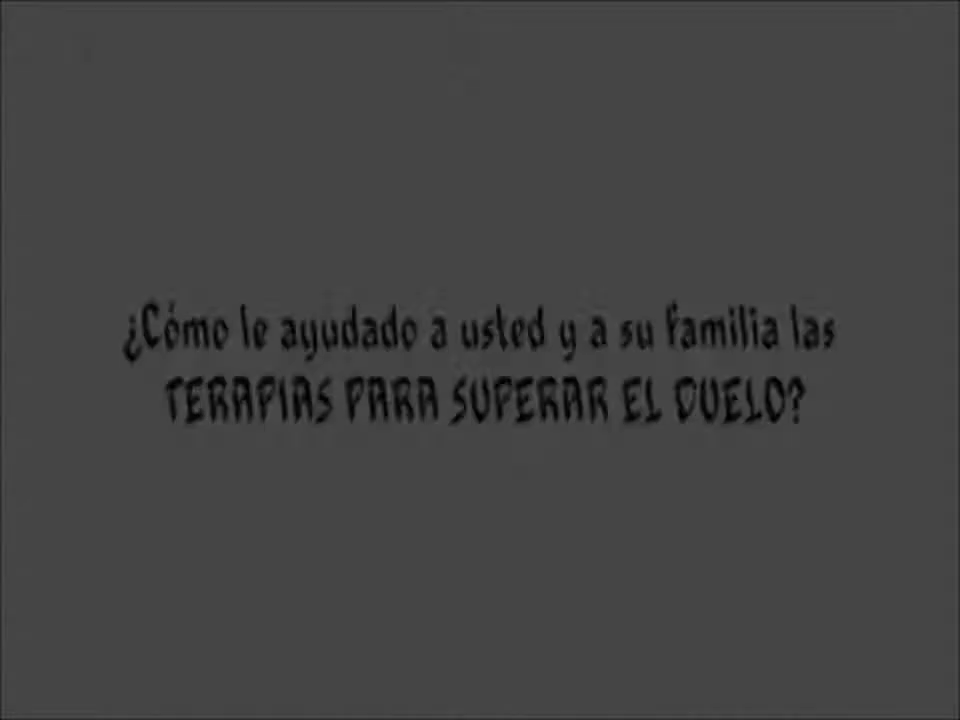 ¿Cómo le ayudado a usted y a su familia las
TERAPIAS PARA SUPERAR EL DUELO?